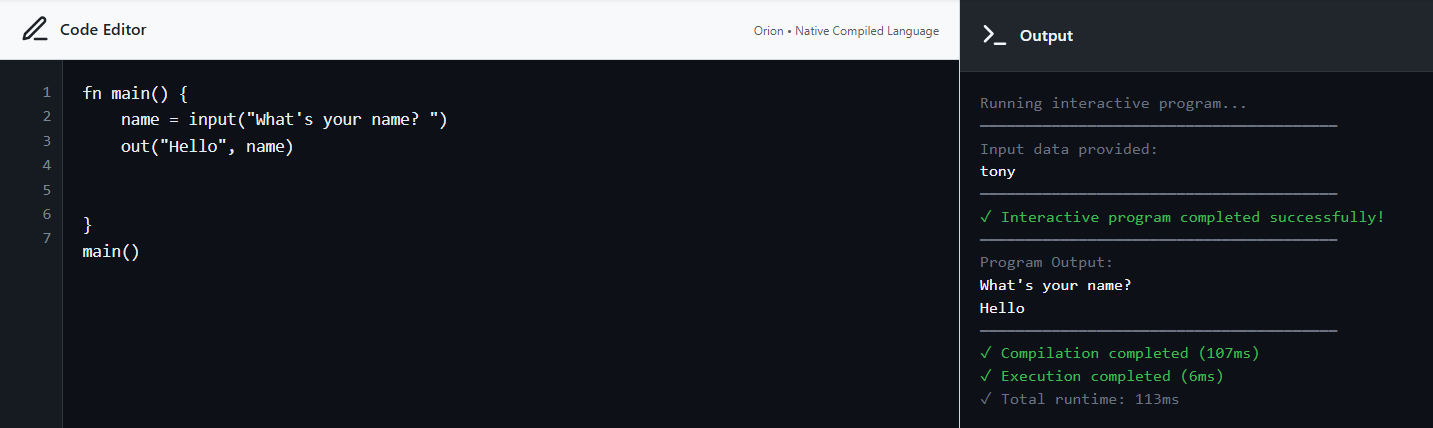 Code Editor
Orion • Native Compiled Language
1
2
3
4
5
6
7
fn main() {
    name = input("What's your name? ")
    out("Hello", name)
}
main()
Output
Running interactive program...
Input data provided:
tony
✓ Interactive program completed successfully!
Program Output:
What's your name?
Hello
✓ Compilation completed (107ms)
✓ Execution completed (6ms)
✓ Total runtime: 113ms